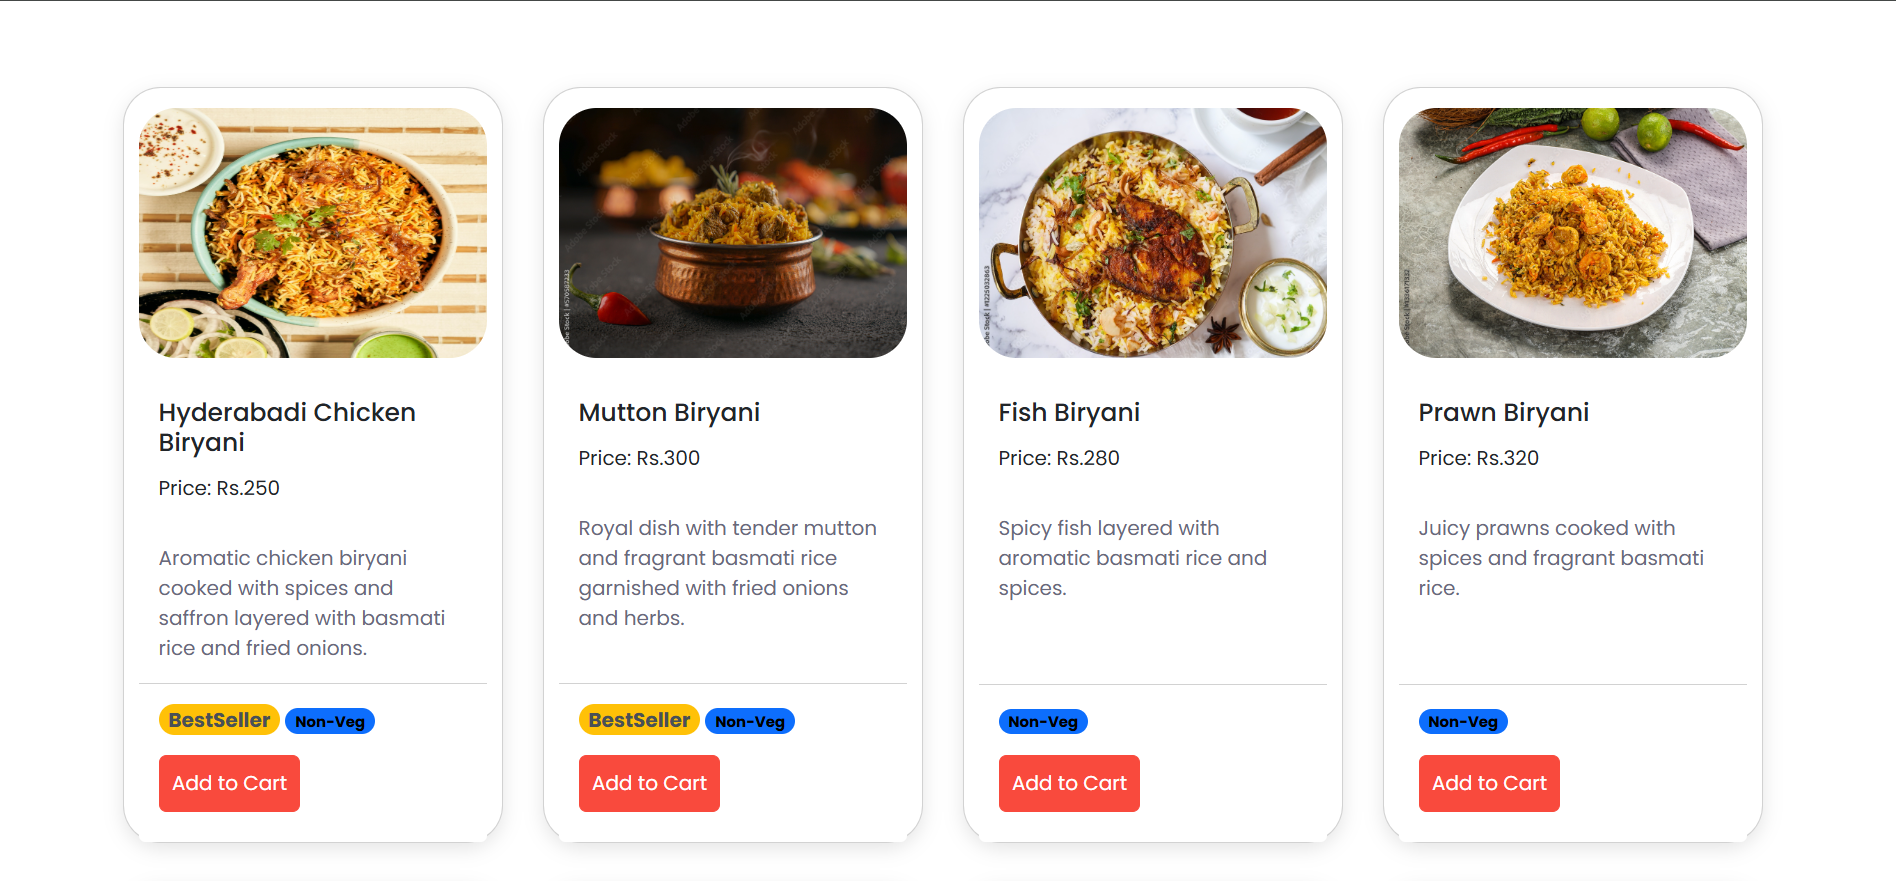 Hyderabadi Chicken
Biryani
Price: Rs.250
Aromatic chicken biryani
cooked with spices and
saffron layered with basmati
rice and fried onions.
BestSeller Non-Veg
Add to Cart
Mutton Biryani
Price: Rs.300
Royal dish with tender mutton
and fragrant basmati rice
garnished with fried onions
and herbs.
BestSeller Non-Veg
Add to Cart
Fish Biryani
Price: Rs.280
Spicy fish layered with
aromatic basmati rice and
spices.
Non-Veg
Add to Cart
Prawn Biryani
Price: Rs.320
Juicy prawns cooked with
spices and fragrant basmati
rice.
Non-Veg
Add to Cart